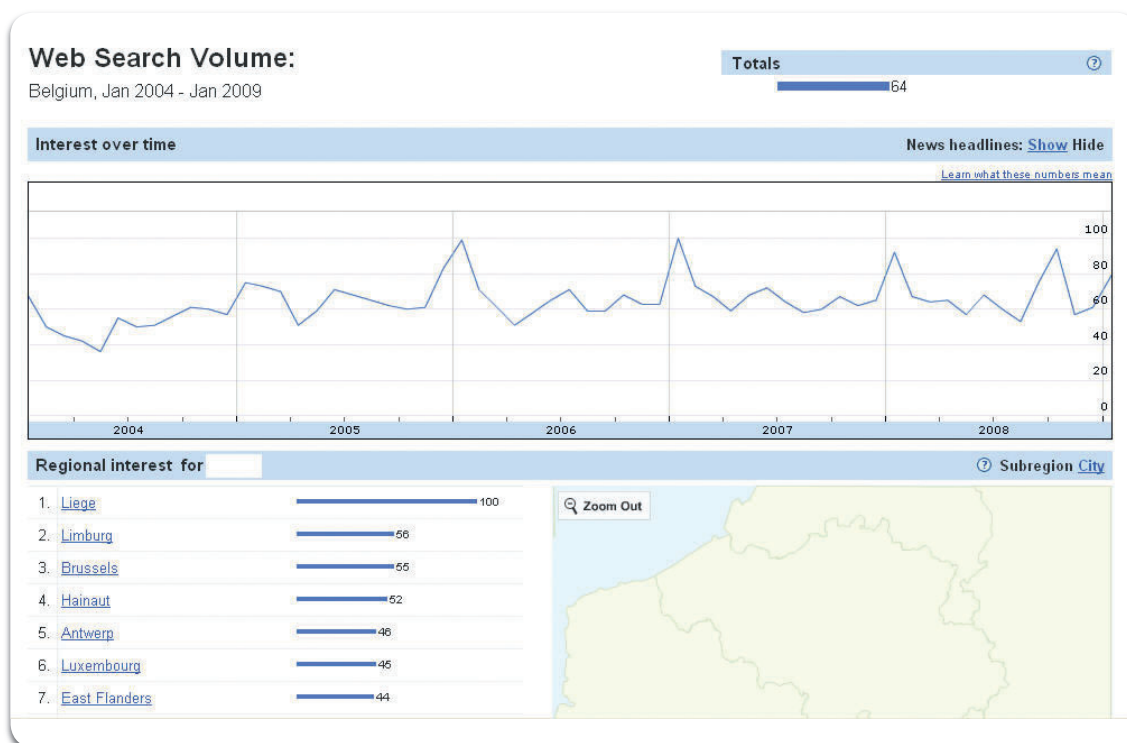 Web Search Volume:
Belgium, Jan 2004 - Jan 2009
Totals
64
Interest over time
News headlines: Show Hide
Learn what these numbers mean
100
80
60
40
20
0
2004 2005 2006 2007 2008
Regional interest for
Subregion City
1. Liege 100
2. Limburg 56
3. Brussels 55
4. Hainaut 52
5. Antwerp 46
6. Luxembourg 45
7. East Flanders 44
Zoom Out